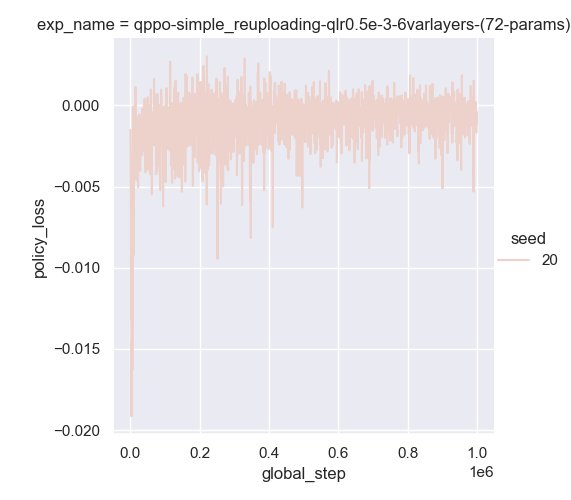 exp_name = qppo-simple_reuploading-qlr0.5e-3-6varlayers-(72-params)
0.000
−0.005
−0.010
−0.015
−0.020
policy_loss
0.0 0.2 0.4 0.6 0.8 1.0
1e6
global_step
seed
20